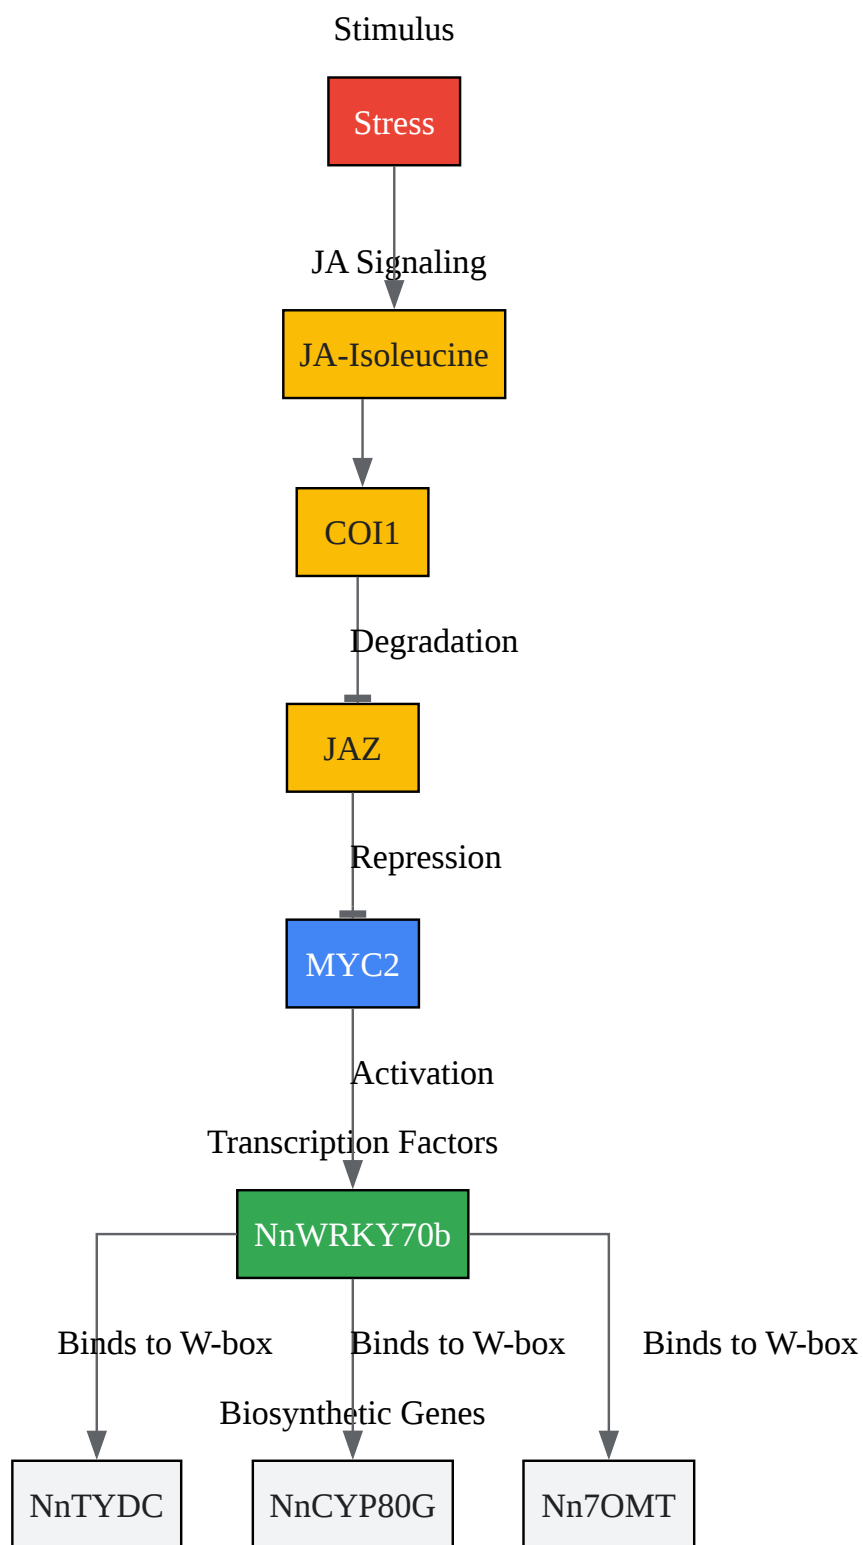 Stimulus
Stress
JA Signaling
JA-Isoleucine
COI1
Degradation
JAZ
Repression
MYC2
Activation
Transcription Factors
NnWRKY70b
Binds to W-box
Binds to W-box
Binds to W-box
Biosynthetic Genes
NnTYDC
NnCYP80G
Nn7OMT